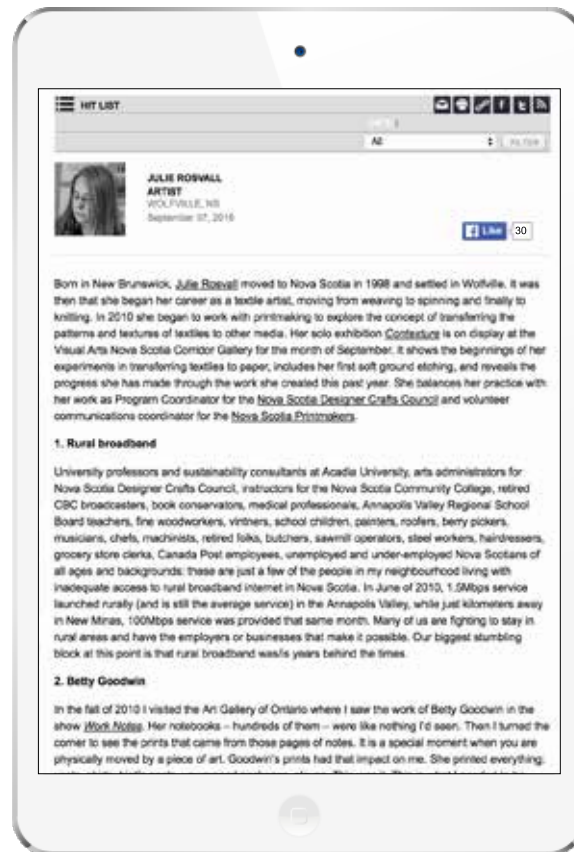 HIT LIST
All
JULIE ROSVALL
ARTIST
WOLFVILLE, NS
September 07, 2016
Like 30
Born in New Brunswick, Julie Rosvall moved to Nova Scotia in 1998 and settled in Wolfville. It was
then that she began her career as a textile artist, moving from weaving to spinning and finally to
knitting. In 2010 she began to work with printmaking to explore the concept of transferring the
patterns and textures of textiles to other media. Her solo exhibition Contexture is on display at the
Visual Arts Nova Scotia Corridor Gallery for the month of September. It shows the beginnings of her
experiments in transferring textiles to paper, includes her first soft ground etching, and reveals the
progress she has made through the work she created this past year. She balances her practice with
her work as Program Coordinator for the Nova Scotia Designer Crafts Council and volunteer
communications coordinator for the Nova Scotia Printmakers.
1. Rural broadband
University professors and sustainability consultants at Acadia University, arts administrators for
Nova Scotia Designer Crafts Council, instructors for the Nova Scotia Community College, retired
CBC broadcasters, book conservators, medical professionals, Annapolis Valley Regional School
Board teachers, fine woodworkers, vintners, school children, painters, roofers, berry pickers,
musicians, chefs, machinists, retired folks, butchers, sawmill operators, steel workers, hairdressers,
grocery store clerks, Canada Post employees, unemployed and under-employed Nova Scotians of
all ages and backgrounds: these are just a few of the people in my neighbourhood living with
inadequate access to rural broadband internet in Nova Scotia. In June of 2010, 1.5Mbps service
launched rurally (and is still the average service) in the Annapolis Valley, while just kilometers away
in New Minas, 100Mbps service was provided that same month. Many of us are fighting to stay in
rural areas and have the employers or businesses that make it possible. Our biggest stumbling
block at this point is that rural broadband was/is years behind the times.
2. Betty Goodwin
In the fall of 2010 I visited the Art Gallery of Ontario where I saw the work of Betty Goodwin in the
show Work Notes. Her notebooks – hundreds of them – were like nothing I'd seen. Then I turned the
corner to see the prints that came from those pages of notes. It is a special moment when you are
physically moved by a piece of art. Goodwin's prints had that impact on me. She printed everything: